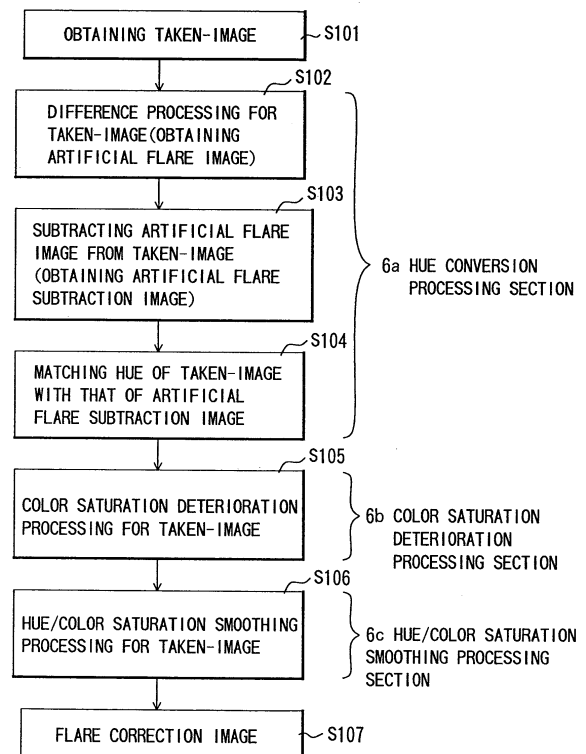 OBTAINING TAKEN-IMAGE
S101
S102
DIFFERENCE PROCESSING FOR
TAKEN-IMAGE(OBTAINING
ARTIFICIAL FLARE IMAGE)
S103
SUBTRACTING ARTIFICIAL FLARE
IMAGE FROM TAKEN-IMAGE
(OBTAINING ARTIFICIAL FLARE
SUBTRACTION IMAGE)
6a HUE CONVERSION
PROCESSING SECTION
S104
MATCHING HUE OF TAKEN-IMAGE
WITH THAT OF ARTIFICIAL
FLARE SUBTRACTION IMAGE
S105
COLOR SATURATION DETERIORATION
PROCESSING FOR TAKEN-IMAGE
6b COLOR SATURATION
DETERIORATION
PROCESSING SECTION
S106
HUE/COLOR SATURATION SMOOTHING
PROCESSING FOR TAKEN-IMAGE
6c HUE/COLOR SATURATION
SMOOTHING PROCESSING
SECTION
FLARE CORRECTION IMAGE
S107